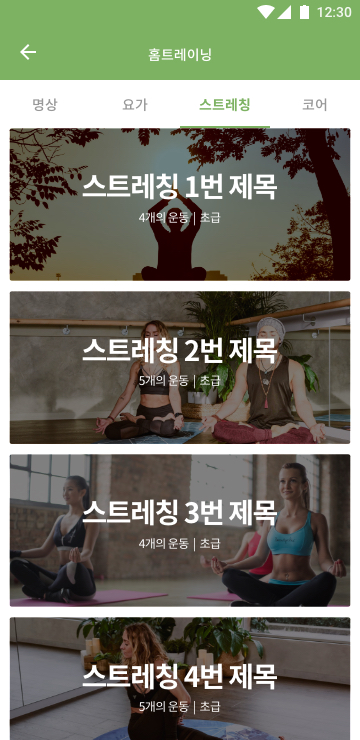 12:30
홈트레이닝
명상 요가 스트레칭 코어
스트레칭 1번 제목
4개의 운동 | 초급
스트레칭 2번 제목
5개의 운동 | 초급
스트레칭 3번 제목
4개의 운동 | 초급
스트레칭 4번 제목
5개의 운동 | 초급